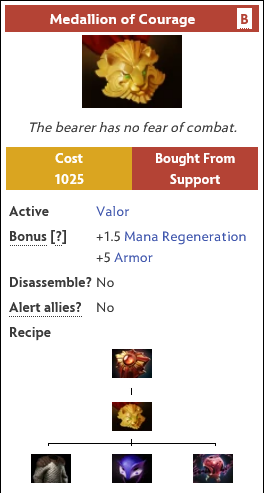 Medallion of Courage B
The bearer has no fear of combat.
Cost Bought From
1025 Support
Active Valor
Bonus [?] +1.5 Mana Regeneration
+5 Armor
Disassemble? No
Alert allies? No
Recipe